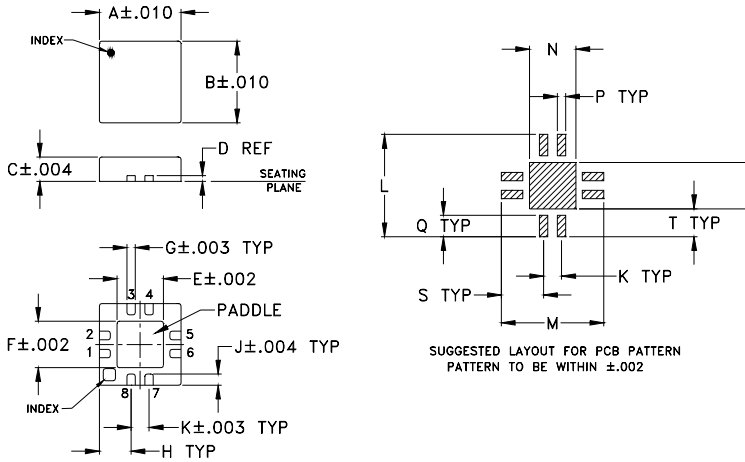 A±.010
INDEX
B±.010
D REF
C±.004
SEATING
PLANE
G±.003 TYP
E±.002
3 4
PADDLE
2 5
F±.002
1 6
J±.004 TYP
INDEX
8 7
K±.003 TYP
H TYP
N
P TYP
L
Q TYP
T TYP
K TYP
S TYP
M
SUGGESTED LAYOUT FOR PCB PATTERN
PATTERN TO BE WITHIN ±.002